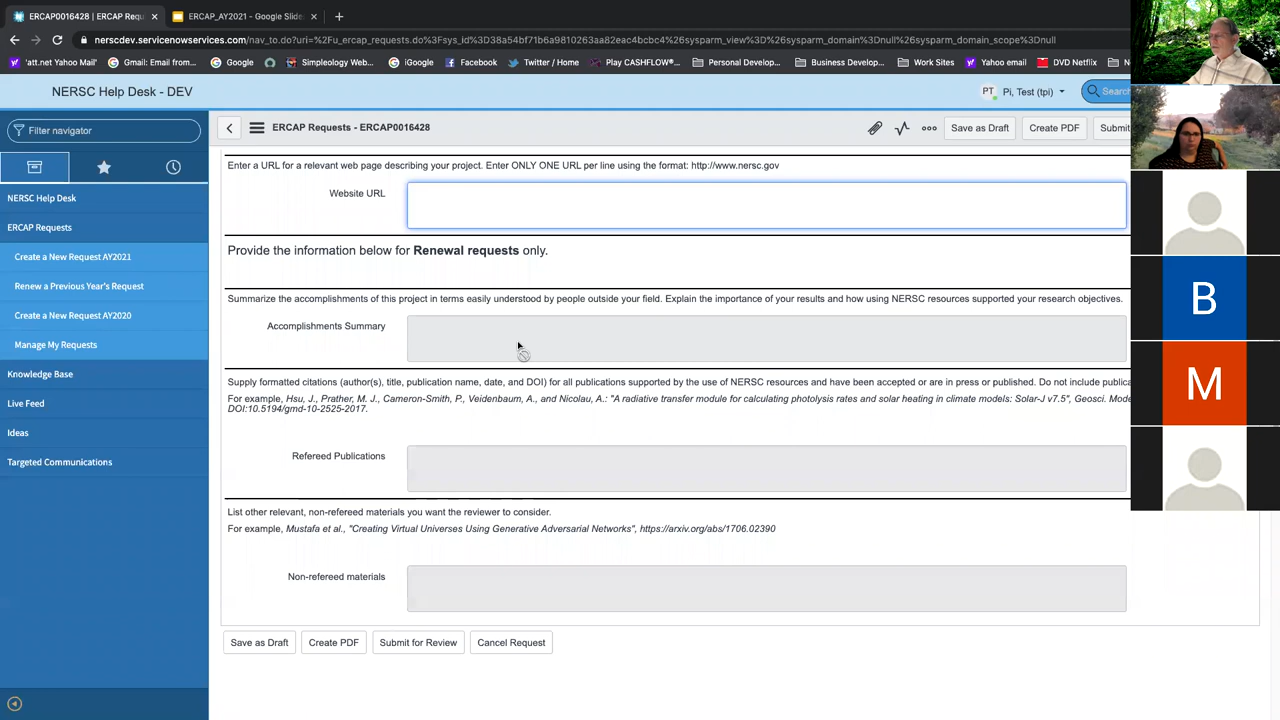 ERCAP0016428 | ERCAP Requ
ERCAP_AY2021 - Google Slide
nerscdev.servicenowservices.com/nav_to.do?uri=%2Fu_ercap_requests.do%3Fsys_id%3D38a54bf71b6a9810263aa82eac4bcbc4%26sysparm_view%3D%26sysparm_domain%3Dnull%26sysparm_domain_scope%3Dnull
'att.net Yahoo Mail'
Gmail: Email from...
Google
Simpleology Web...
iGoogle
Facebook
Twitter / Home
Play CASHFLOW®...
Personal Develop...
Business Develop...
Work Sites
Yahoo email
DVD Netflix
NERSC Help Desk - DEV
PT
Pi, Test (tpi)
Search
Filter navigator
ERCAP Requests - ERCAP0016428
Save as Draft
Create PDF
Submit
NERSC Help Desk
ERCAP Requests
Create a New Request AY2021
Renew a Previous Year's Request
Create a New Request AY2020
Manage My Requests
Knowledge Base
Live Feed
Ideas
Targeted Communications
Enter a URL for a relevant web page describing your project. Enter ONLY ONE URL per line using the format: http://www.nersc.gov
Website URL
Provide the information below for Renewal requests only.
Summarize the accomplishments of this project in terms easily understood by people outside your field. Explain the importance of your results and how using NERSC resources supported your research objectives.
Accomplishments Summary
Supply formatted citations (author(s), title, publication name, date, and DOI) for all publications supported by the use of NERSC resources and have been accepted or are in press or published. Do not include publica
For example, Hsu, J., Prather, M. J., Cameron-Smith, P., Veidenbaum, A., and Nicolau, A.: "A radiative transfer module for calculating photolysis rates and solar heating in climate models: Solar-J v7.5", Geosci. Mode
DOI:10.5194/gmd-10-2525-2017.
Refereed Publications
List other relevant, non-refereed materials you want the reviewer to consider.
For example, Mustafa et al., "Creating Virtual Universes Using Generative Adversarial Networks", https://arxiv.org/abs/1706.02390
Non-refereed materials
Save as Draft
Create PDF
Submit for Review
Cancel Request
B
M